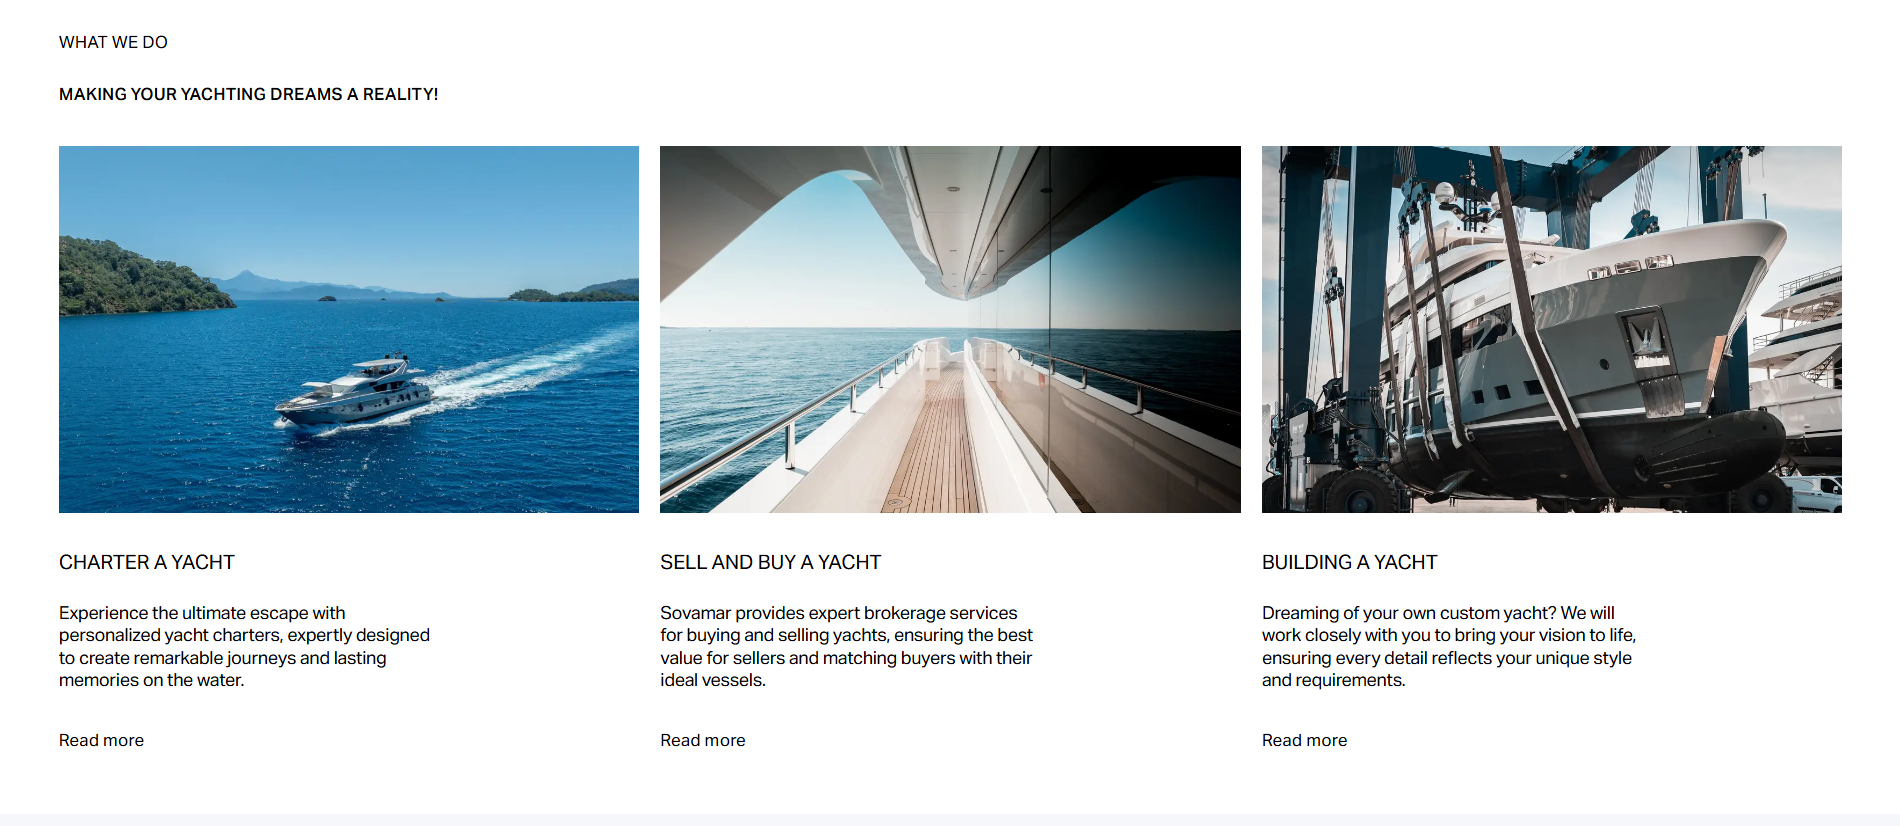 WHAT WE DO
MAKING YOUR YACHTING DREAMS A REALITY!
CHARTER A YACHT
Experience the ultimate escape with
personalized yacht charters, expertly designed
to create remarkable journeys and lasting
memories on the water.
Read more
SELL AND BUY A YACHT
Sovamar provides expert brokerage services
for buying and selling yachts, ensuring the best
value for sellers and matching buyers with their
ideal vessels.
Read more
BUILDING A YACHT
Dreaming of your own custom yacht? We will
work closely with you to bring your vision to life,
ensuring every detail reflects your unique style
and requirements.
Read more